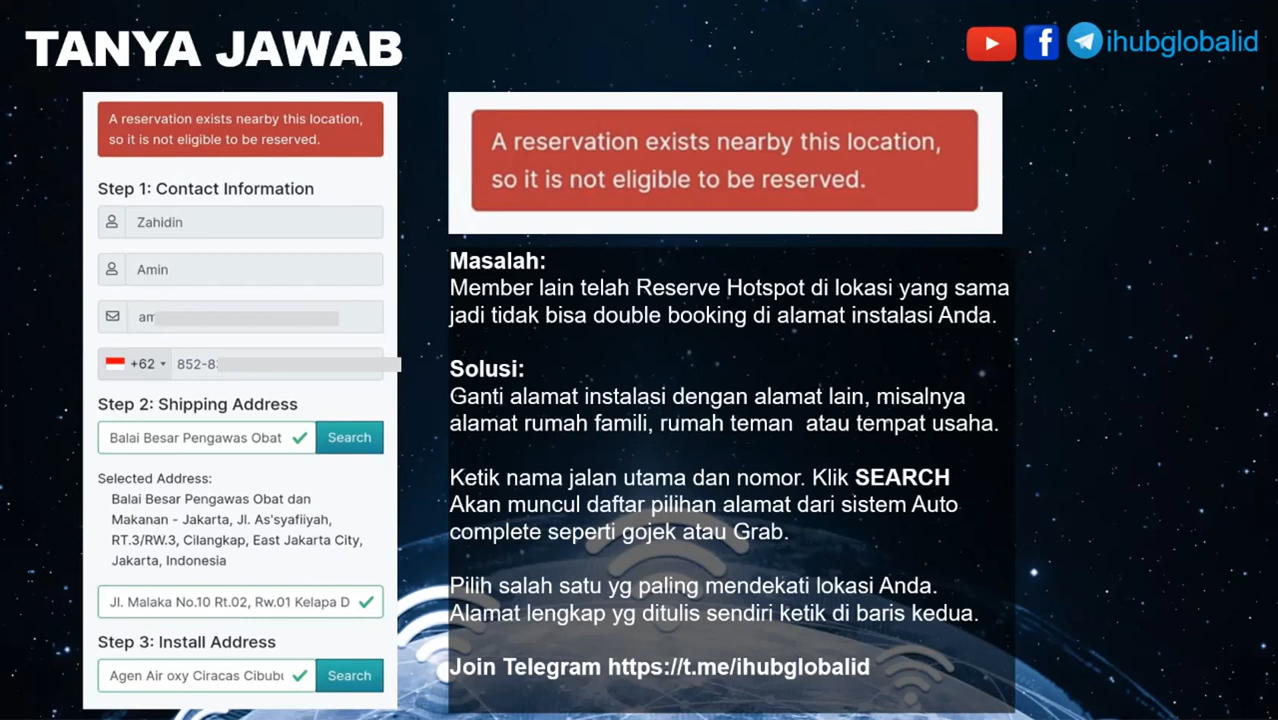 TANYA JAWAB
ihubglobalid
A reservation exists nearby this location,
so it is not eligible to be reserved.
Step 1: Contact Information
Zahidin
Amin
am
+62
852-8
Step 2: Shipping Address
Balai Besar Pengawas Obat
Search
Selected Address:
Balai Besar Pengawas Obat dan
Makanan - Jakarta, Jl. As'syafiiyah,
RT.3/RW.3, Cilangkap, East Jakarta City,
Jakarta, Indonesia
Jl. Malaka No.10 Rt.02, Rw.01 Kelapa D
Step 3: Install Address
Agen Air oxy Ciracas Cibubu
Search
A reservation exists nearby this location,
so it is not eligible to be reserved.
Masalah:
Member lain telah Reserve Hotspot di lokasi yang sama
jadi tidak bisa double booking di alamat instalasi Anda.
Solusi:
Ganti alamat instalasi dengan alamat lain, misalnya
alamat rumah famili, rumah teman atau tempat usaha.
Ketik nama jalan utama dan nomor. Klik SEARCH
Akan muncul daftar pilihan alamat dari sistem Auto
complete seperti gojek atau Grab.
Pilih salah satu yg paling mendekati lokasi Anda.
Alamat lengkap yg ditulis sendiri ketik di baris kedua.
Join Telegram https://t.me/ihubglobalid